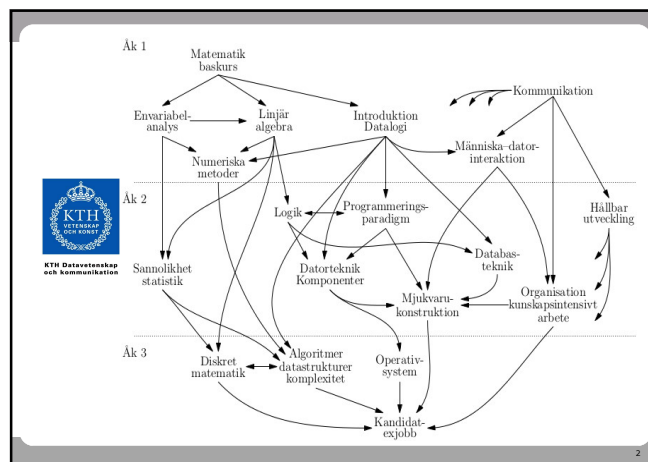 Åk 1
Matematik
baskurs
Kommunikation
Envariabel-
analys
Linjär
algebra
Introduktion
Datalogi
Människa–dator-
interaktion
Numeriska
metoder
Åk 2
KTH
VETENSKAP
OCH KONST
KTH Datavetenskap
och kommunikation
Logik
Programmerings-
paradigm
Hållbar
utveckling
Sannolikhet
statistik
Datorteknik
Komponenter
Databas-
teknik
Mjukvaru-
konstruktion
Organisation
kunskapsintensivt
arbete
Åk 3
Diskret
matematik
Algoritmer
datastrukturer
komplexitet
Operativ-
system
Kandidat-
exjobb
2